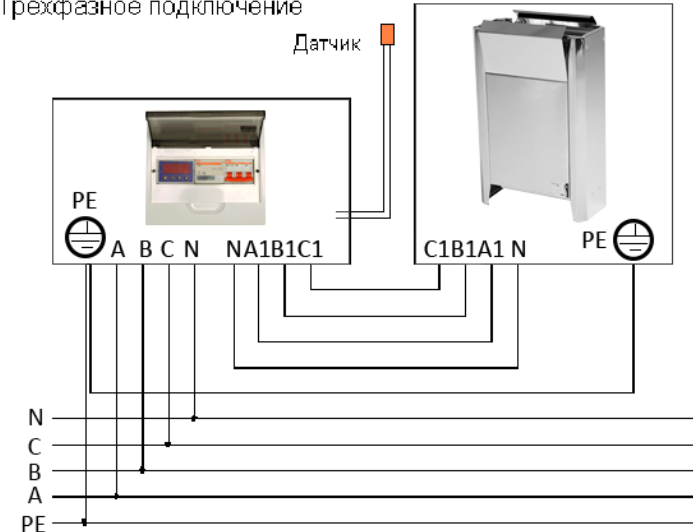 Трехфазное подключение
Датчик
PE
A B C N NA1B1C1
C1B1A1 N PE
N
C
B
A
PE